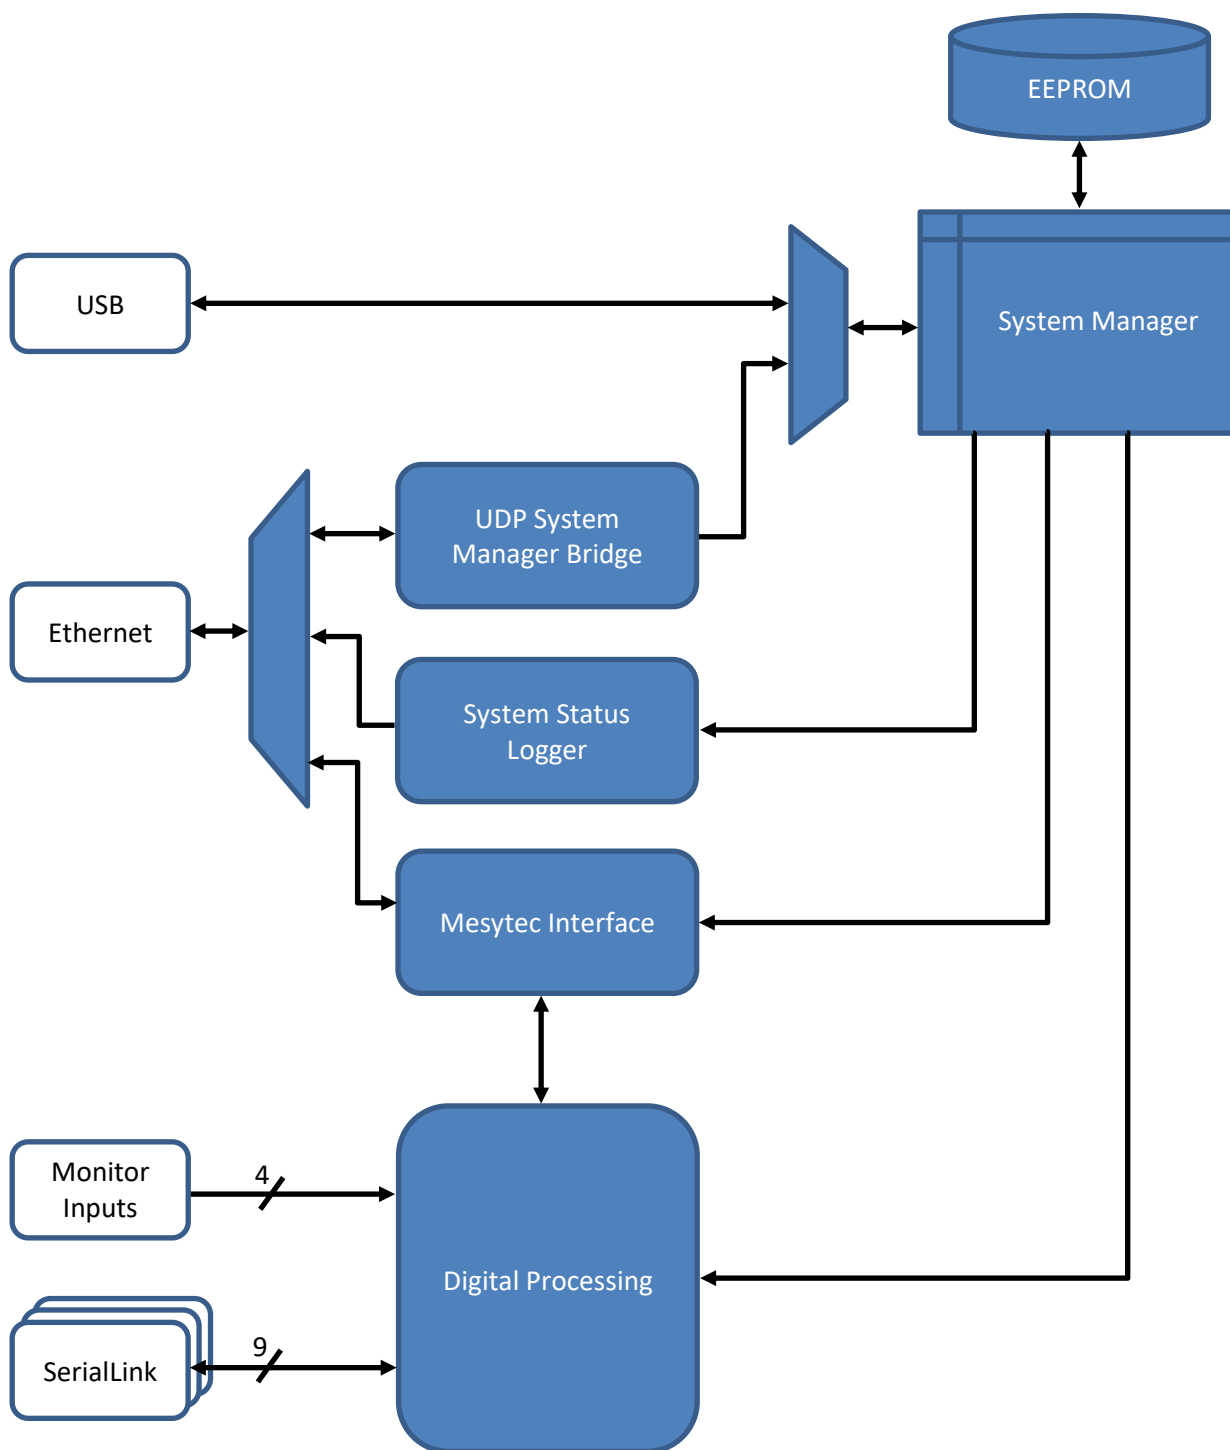 EEPROM
USB
System Manager
UDP System
Manager Bridge
Ethernet
System Status
Logger
Mesytec Interface
Monitor
Inputs
4
Digital Processing
SerialLink
9